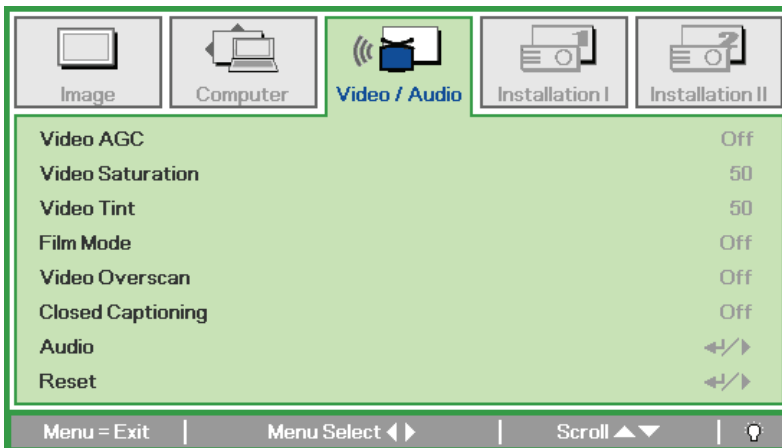 Image Computer Video / Audio Installation I Installation II
Video AGC Off
Video Saturation 50
Video Tint 50
Film Mode Off
Video Overscan Off
Closed Captioning Off
Audio
Reset
Menu = Exit Menu Select Scroll